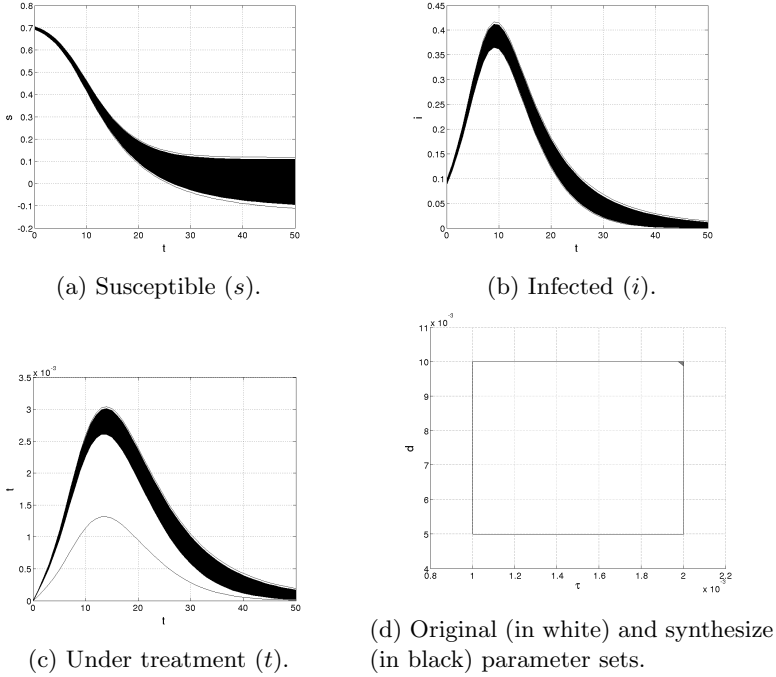 0.8
0.7
0.6
0.5
0.4
0.3
0.2
0.1
0
-0.1
-0.2
s
0 10 20 30 40 50
t
(a) Susceptible (s).
0.45
0.4
0.35
0.3
0.25
0.2
0.15
0.1
0.05
0
i
0 10 20 30 40 50
t
(b) Infected (i).
3.5 x 10⁻³
3
2.5
2
1.5
1
0.5
0
t
0 10 20 30 40 50
t
(c) Under treatment (t).
11 x 10⁻³
10
9
8
7
6
5
4
d
0.8 1 1.2 1.4 1.6 1.8 2 2.2
τ
x 10⁻³
(d) Original (in white) and synthesize
(in black) parameter sets.